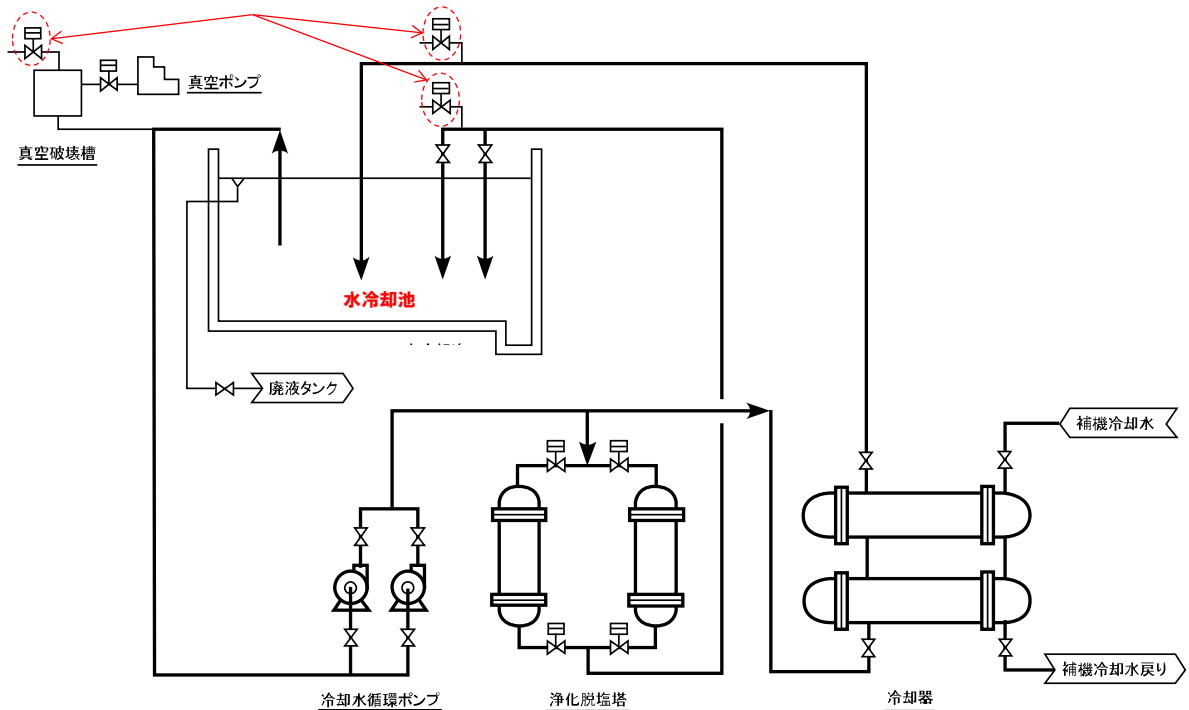 真空ポンプ
真空破壊槽
水冷却池
廃液タンク
補機冷却水
補機冷却水戻り
冷却水循環ポンプ
浄化脱塩塔
冷却器